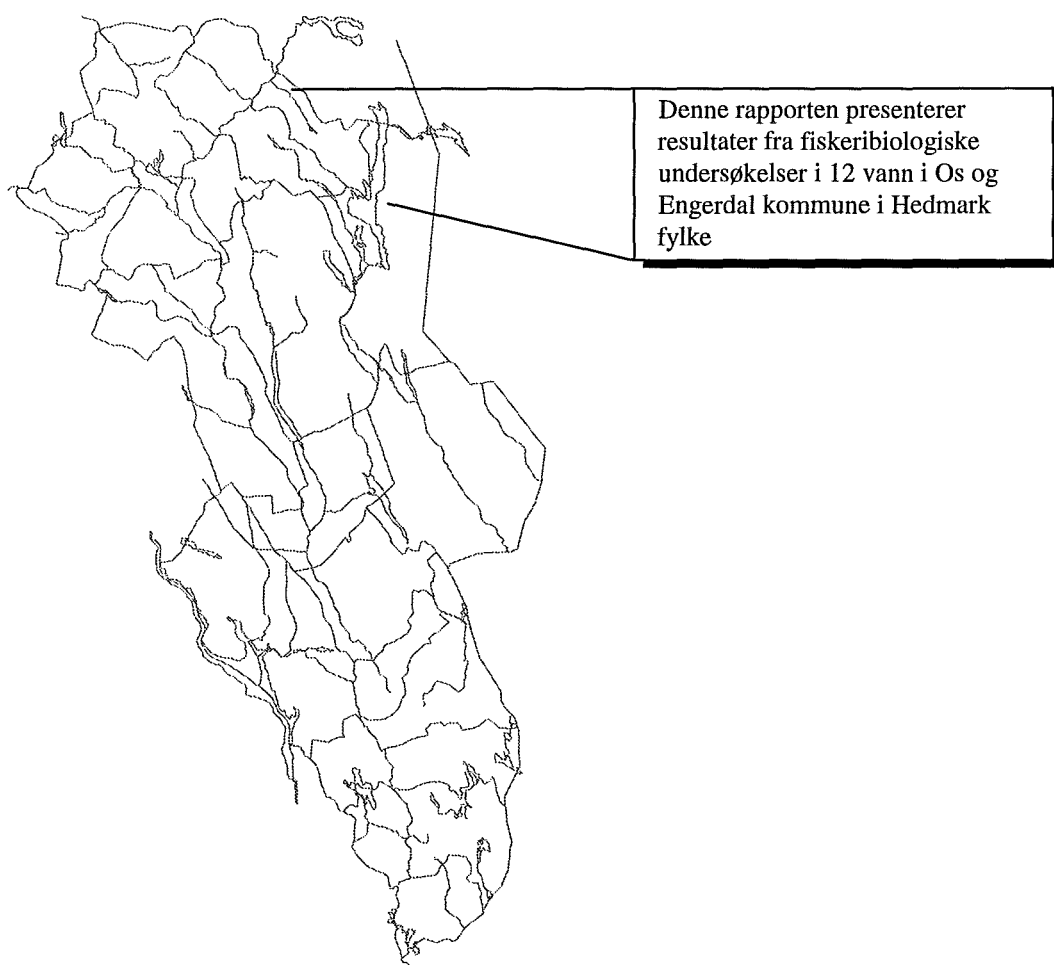 Denne rapporten presenterer
resultater fra fiskeribiologiske
undersøkelser i 12 vann i Os og
Engerdal kommune i Hedmark
fylke